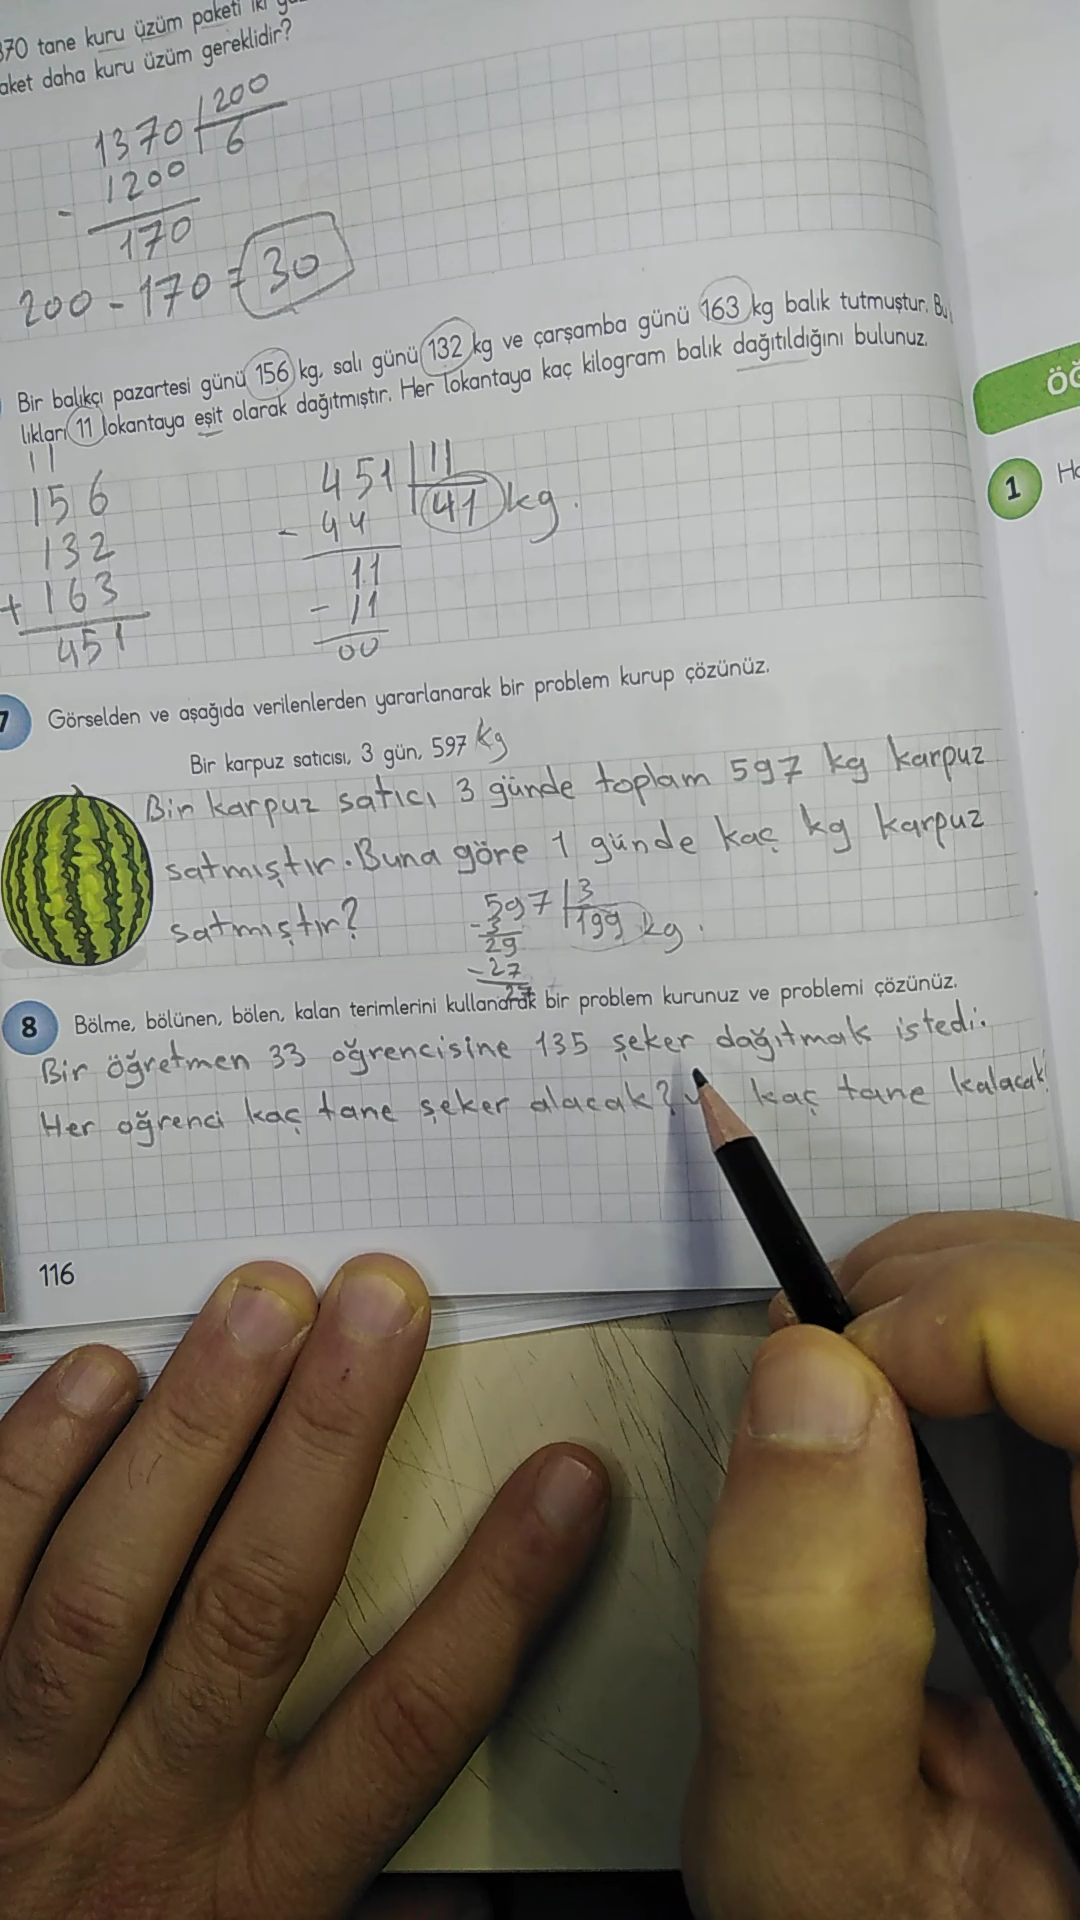 370 tane kuru üzüm paketi iki
aket daha kuru üzüm gereklidir?
1370 200
6
- 1200
170
200 - 170 = 30
Bir balıkçı pazartesi günü 156 kg, salı günü 132 kg ve çarşamba günü 163 kg balık tutmuştur. Bu
lıkları 11 lokantaya eşit olarak dağıtmıştır. Her lokantaya kaç kilogram balık dağıtıldığını bulunuz.
11
156
132
+ 163
451
451 11
41 kg.
- 44
11
- 11
00
ÖĞ
1
7 Görselden ve aşağıda verilenlerden yararlanarak bir problem kurup çözünüz.
Bir karpuz satıcısı, 3 gün, 597 kg
Bir karpuz satıcı 3 günde toplam 597 kg karpuz
satmıştır. Buna göre 1 günde kaç kg karpuz
satmıştır?
597 3
199 kg.
- 3
29
- 27
27
8 Bölme, bölünen, bölen, kalan terimlerini kullanarak bir problem kurunuz ve problemi çözünüz.
Bir öğretmen 33 öğrencisine 135 şeker dağıtmak istedi.
Her öğrenci kaç tane şeker alacak? kaç tane kalacak
116